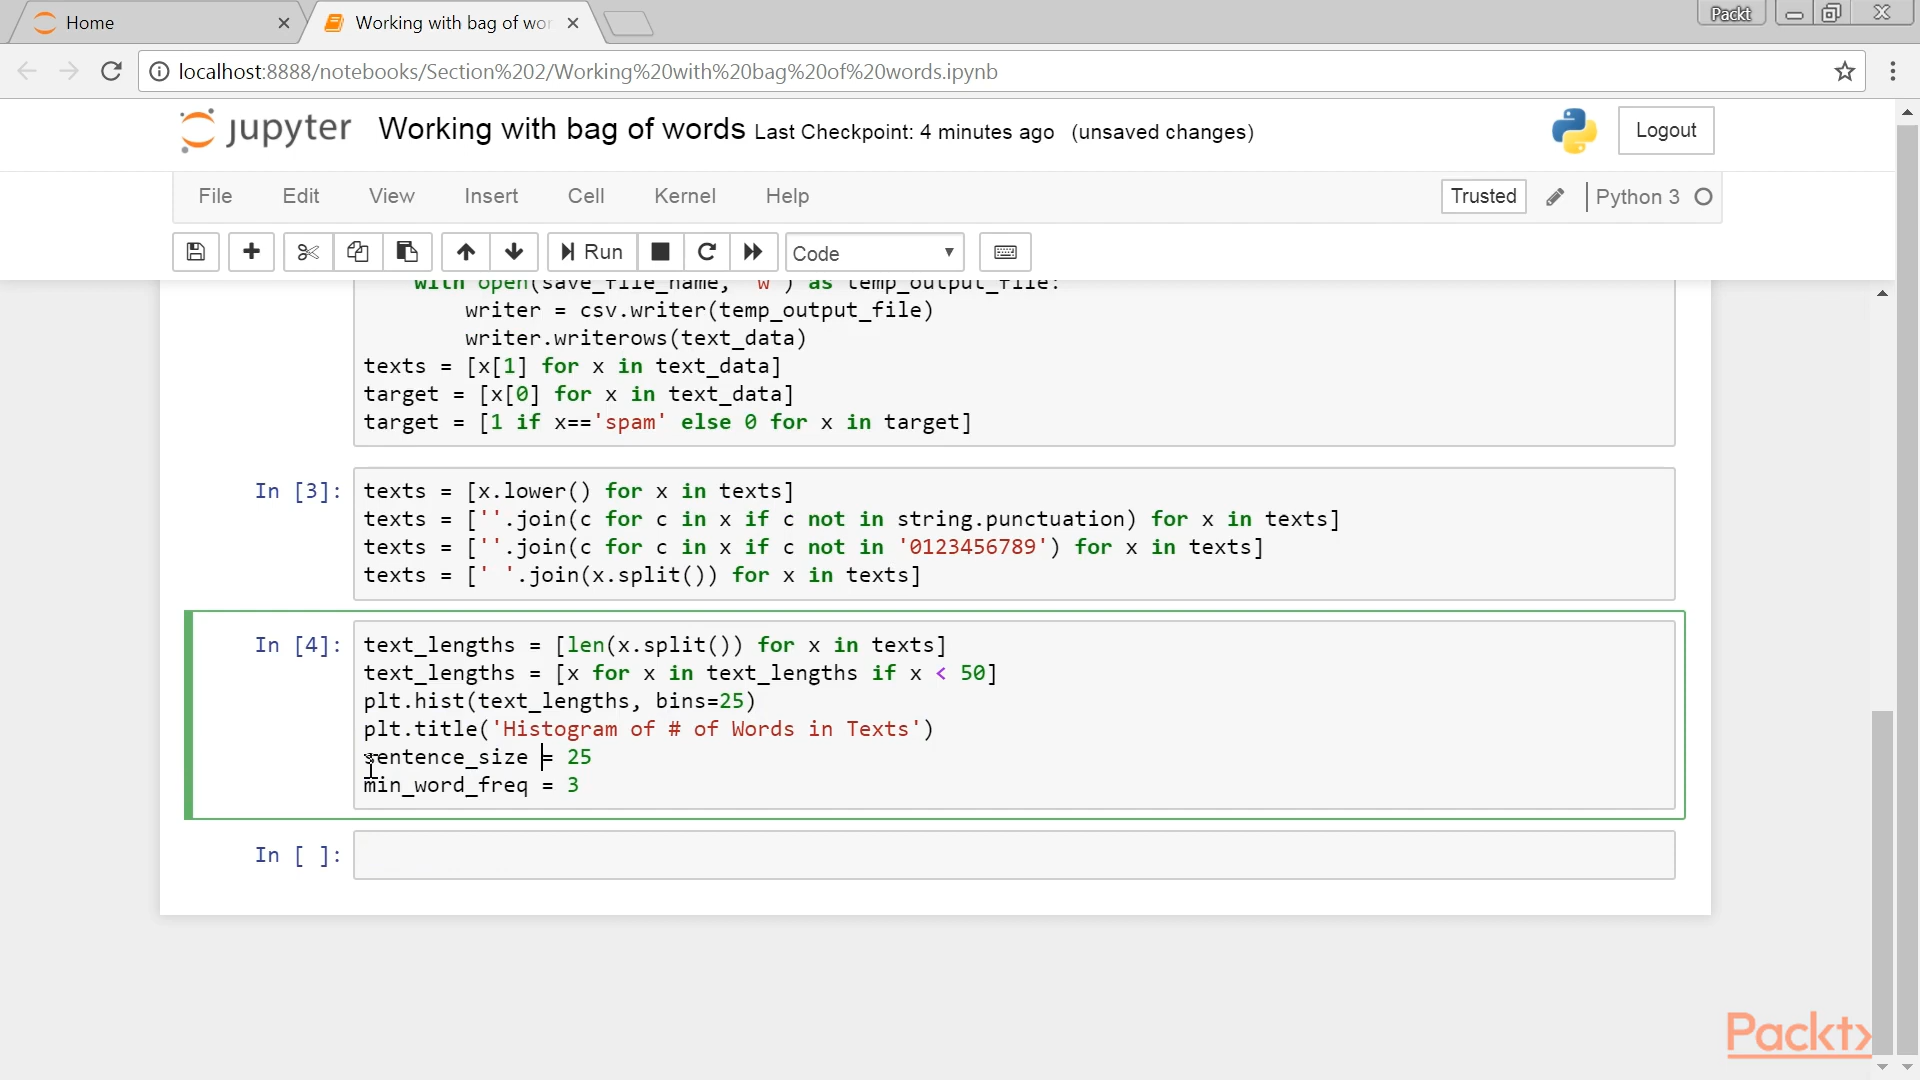 Home
Working with bag of wor
Packt
localhost:8888/notebooks/Section%202/Working%20with%20bag%20of%20words.ipynb
jupyter Working with bag of words Last Checkpoint: 4 minutes ago (unsaved changes)
Logout
File Edit View Insert Cell Kernel Help
Trusted Python 3
Run Code
with open(save_file_name, 'w') as temp_output_file:
writer = csv.writer(temp_output_file)
writer.writerows(text_data)
texts = [x[1] for x in text_data]
target = [x[0] for x in text_data]
target = [1 if x=='spam' else 0 for x in target]
In [3]:
texts = [x.lower() for x in texts]
texts = [''.join(c for c in x if c not in string.punctuation) for x in texts]
texts = [''.join(c for c in x if c not in '0123456789') for x in texts]
texts = [' '.join(x.split()) for x in texts]
In [4]:
text_lengths = [len(x.split()) for x in texts]
text_lengths = [x for x in text_lengths if x < 50]
plt.hist(text_lengths, bins=25)
plt.title('Histogram of # of Words in Texts')
sentence_size = 25
min_word_freq = 3
In [ ]:
Packt